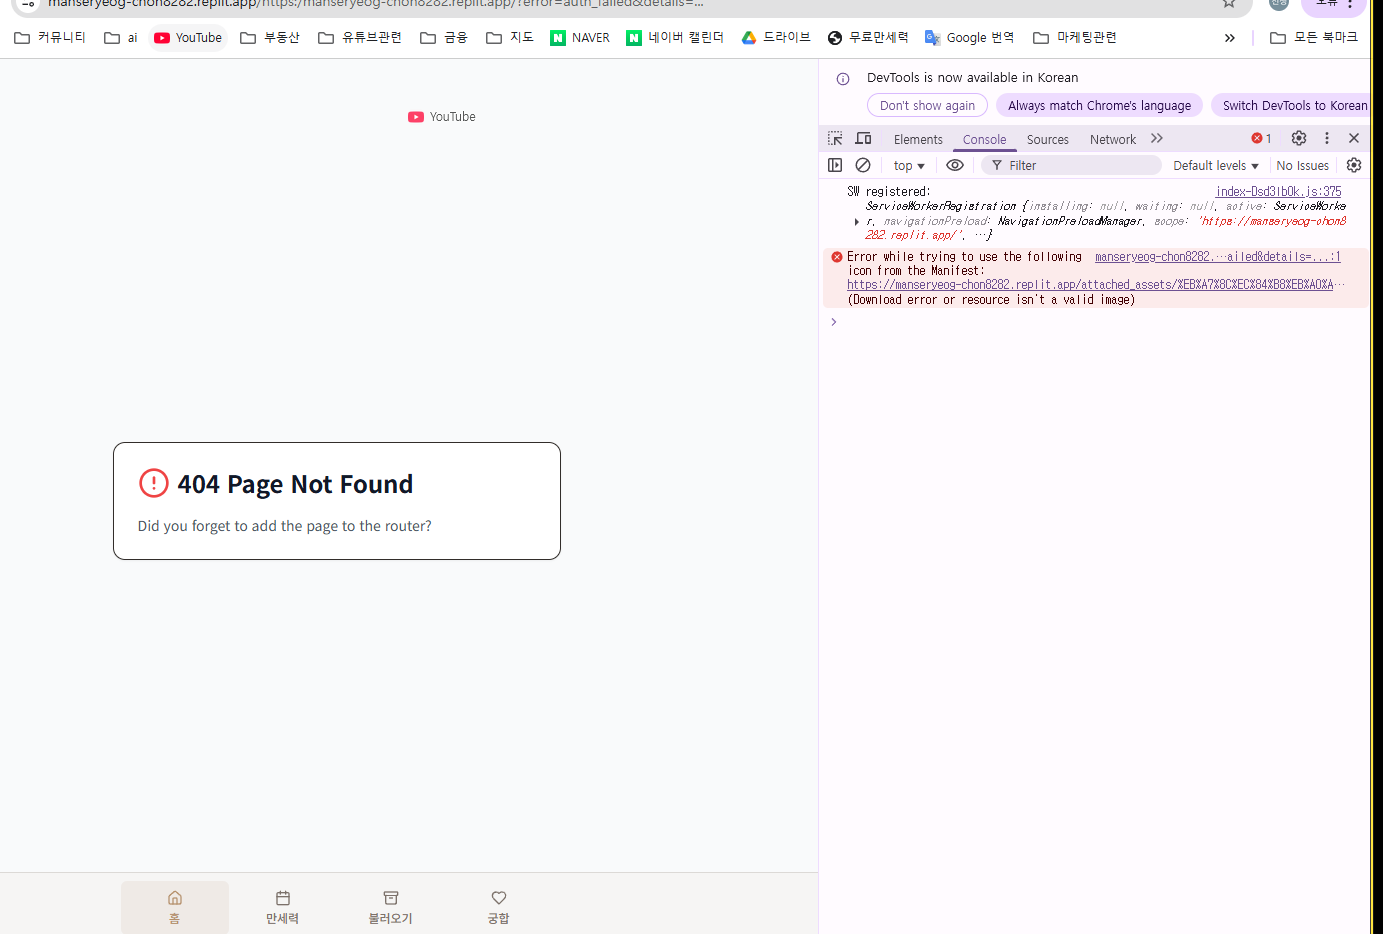 manseryeog-chon8282.replit.app/https:/manseryeog-chon8282.replit.app/?error=auth_failed&details=...
오류
커뮤니티 ai YouTube 부동산 유튜브관련 금융 지도 NAVER 네이버 캘린더 드라이브 무료만세력 Google 번역 마케팅관련 » 모든 북마크
YouTube
404 Page Not Found
Did you forget to add the page to the router?
홈 만세력 불러오기 궁합
DevTools is now available in Korean
Don't show again Always match Chrome's language Switch DevTools to Korean
Elements Console Sources Network 1
top Filter Default levels No Issues
SW registered: index-Dsd3lbOk.js:375
ServiceWorkerRegistration {installing: null, waiting: null, active: ServiceWorke
r, navigationPreload: NavigationPreloadManager, scope: 'https://manseryeog-chon8
282.replit.app/', …}
Error while trying to use the following manseryeog-chon8282.…ailed&details=...:1
icon from the Manifest:
https://manseryeog-chon8282.replit.app/attached_assets/%EB%A7%8C%EC%84%B8%EB%A0%A…
(Download error or resource isn't a valid image)